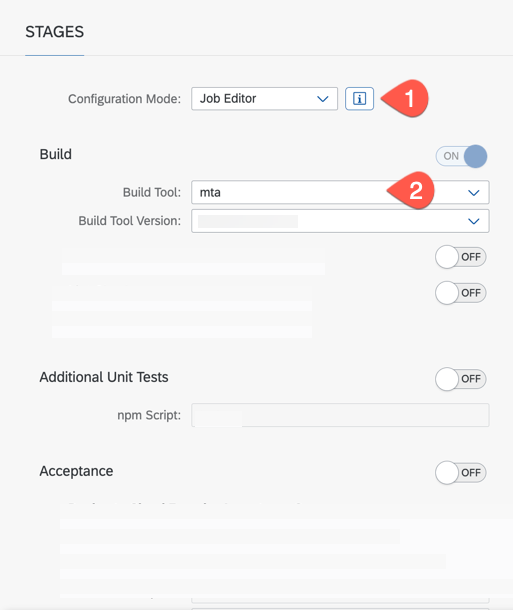 STAGES
Configuration Mode: Job Editor 1
Build ON
Build Tool: mta 2
Build Tool Version:
OFF
OFF
Additional Unit Tests OFF
npm Script:
Acceptance OFF